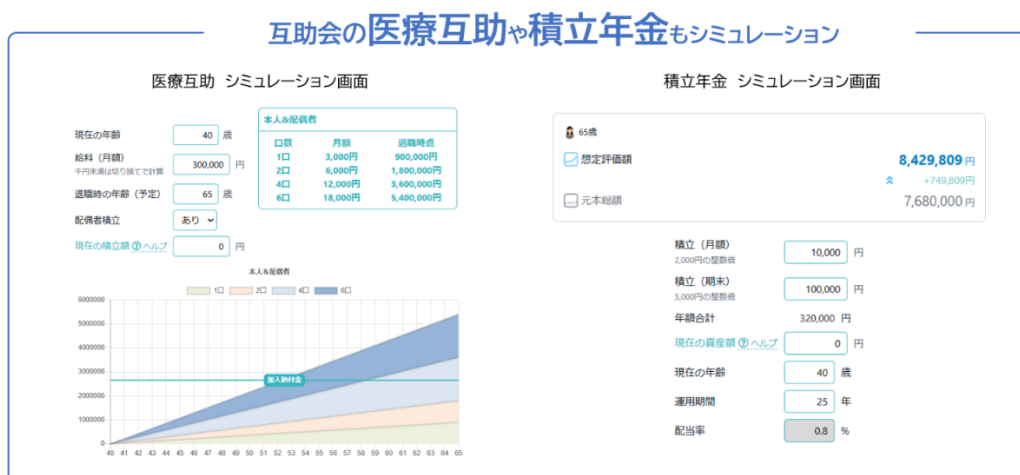 互助会の医療互助や積立年金もシミュレーション
医療互助 シミュレーション画面
現在の年齢 40 歳
給料（月額） 300,000 円
千円未満は切り捨てで計算
退職時の年齢（予定） 65 歳
配偶者積立 あり
現在の積立額 ?ヘルプ 0 円
本人&配偶者
口数 月額 退職時点
1口 3,000円 900,000円
2口 6,000円 1,800,000円
4口 12,000円 3,600,000円
6口 18,000円 5,400,000円
本人&配偶者
1口 2口 4口 6口
6000000
5000000
4000000
3000000
2000000
1000000
0
加入納付金
40 41 42 43 44 45 46 47 48 49 50 51 52 53 54 55 56 57 58 59 60 61 62 63 64 65
積立年金 シミュレーション画面
65歳
想定評価額 8,429,809 円
+749,809円
元本総額 7,680,000 円
積立（月額） 10,000 円
2,000円の整数倍
積立（期末） 100,000 円
5,000円の整数倍
年額合計 320,000 円
現在の資産額 ?ヘルプ 0 円
現在の年齢 40 歳
運用期間 25 年
配当率 0.8 %